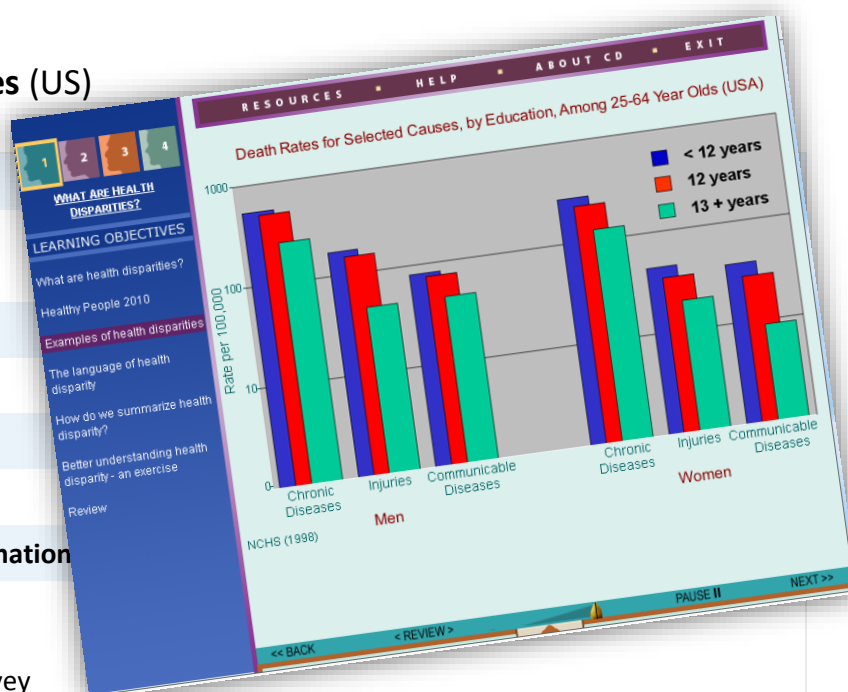 es (US)
RESOURCES ▪ HELP ▪ ABOUT CD ▪ EXIT
1 2 3 4
WHAT ARE HEALTH
DISPARITIES?
LEARNING OBJECTIVES
What are health disparities?
Healthy People 2010
Examples of health disparities
The language of health
disparity
How do we summarize health
disparity?
Better understanding health
disparity - an exercise
Review
Death Rates for Selected Causes, by Education, Among 25-64 Year Olds (USA)
< 12 years
12 years
13 + years
Rate per 100,000
1000
100
10
0
Chronic
Diseases
Injuries
Communicable
Diseases
Men
Chronic
Diseases
Injuries
Communicable
Diseases
Women
NCHS (1998)
<< BACK
< REVIEW >
PAUSE II
NEXT >>
mation
vey